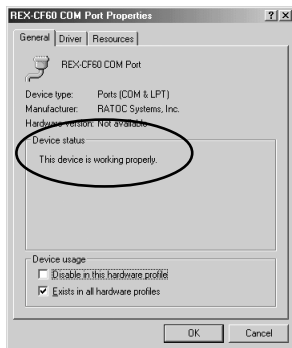 REX-CF60 COM Port Properties ? ×
General Driver Resources
REX-CF60 COM Port
Device type: Ports (COM & LPT)
Manufacturer: RATOC Systems, Inc.
Hardware version: Not available
Device status
This device is working properly.
Device usage
Disable in this hardware profile
Exists in all hardware profiles
OK Cancel